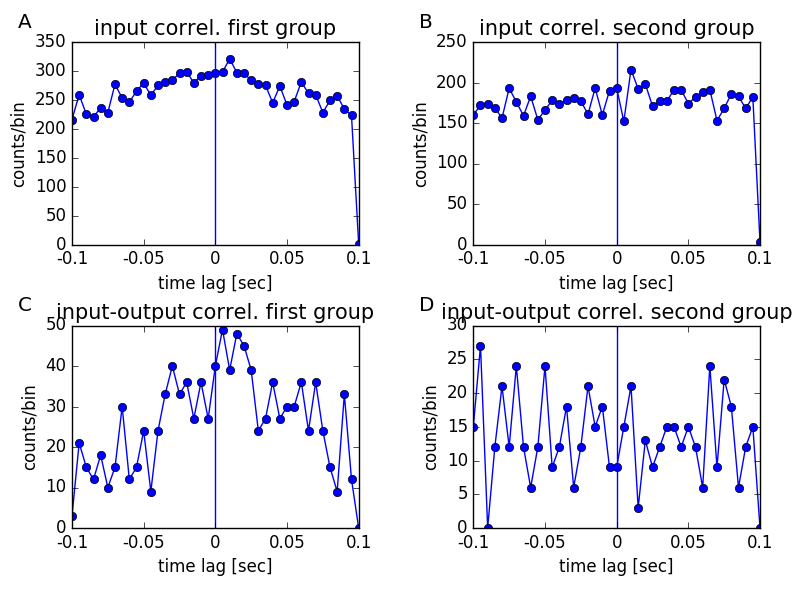 A
input correl. first group
350
300
250
200
150
100
50
0
counts/bin
-0.1 -0.05 0 0.05 0.1
time lag [sec]
B
input correl. second group
250
200
150
100
50
0
counts/bin
-0.1 -0.05 0 0.05 0.1
time lag [sec]
C
input-output correl. first group
50
40
30
20
10
0
counts/bin
-0.1 -0.05 0 0.05 0.1
time lag [sec]
D
input-output correl. second group
30
25
20
15
10
5
0
counts/bin
-0.1 -0.05 0 0.05 0.1
time lag [sec]